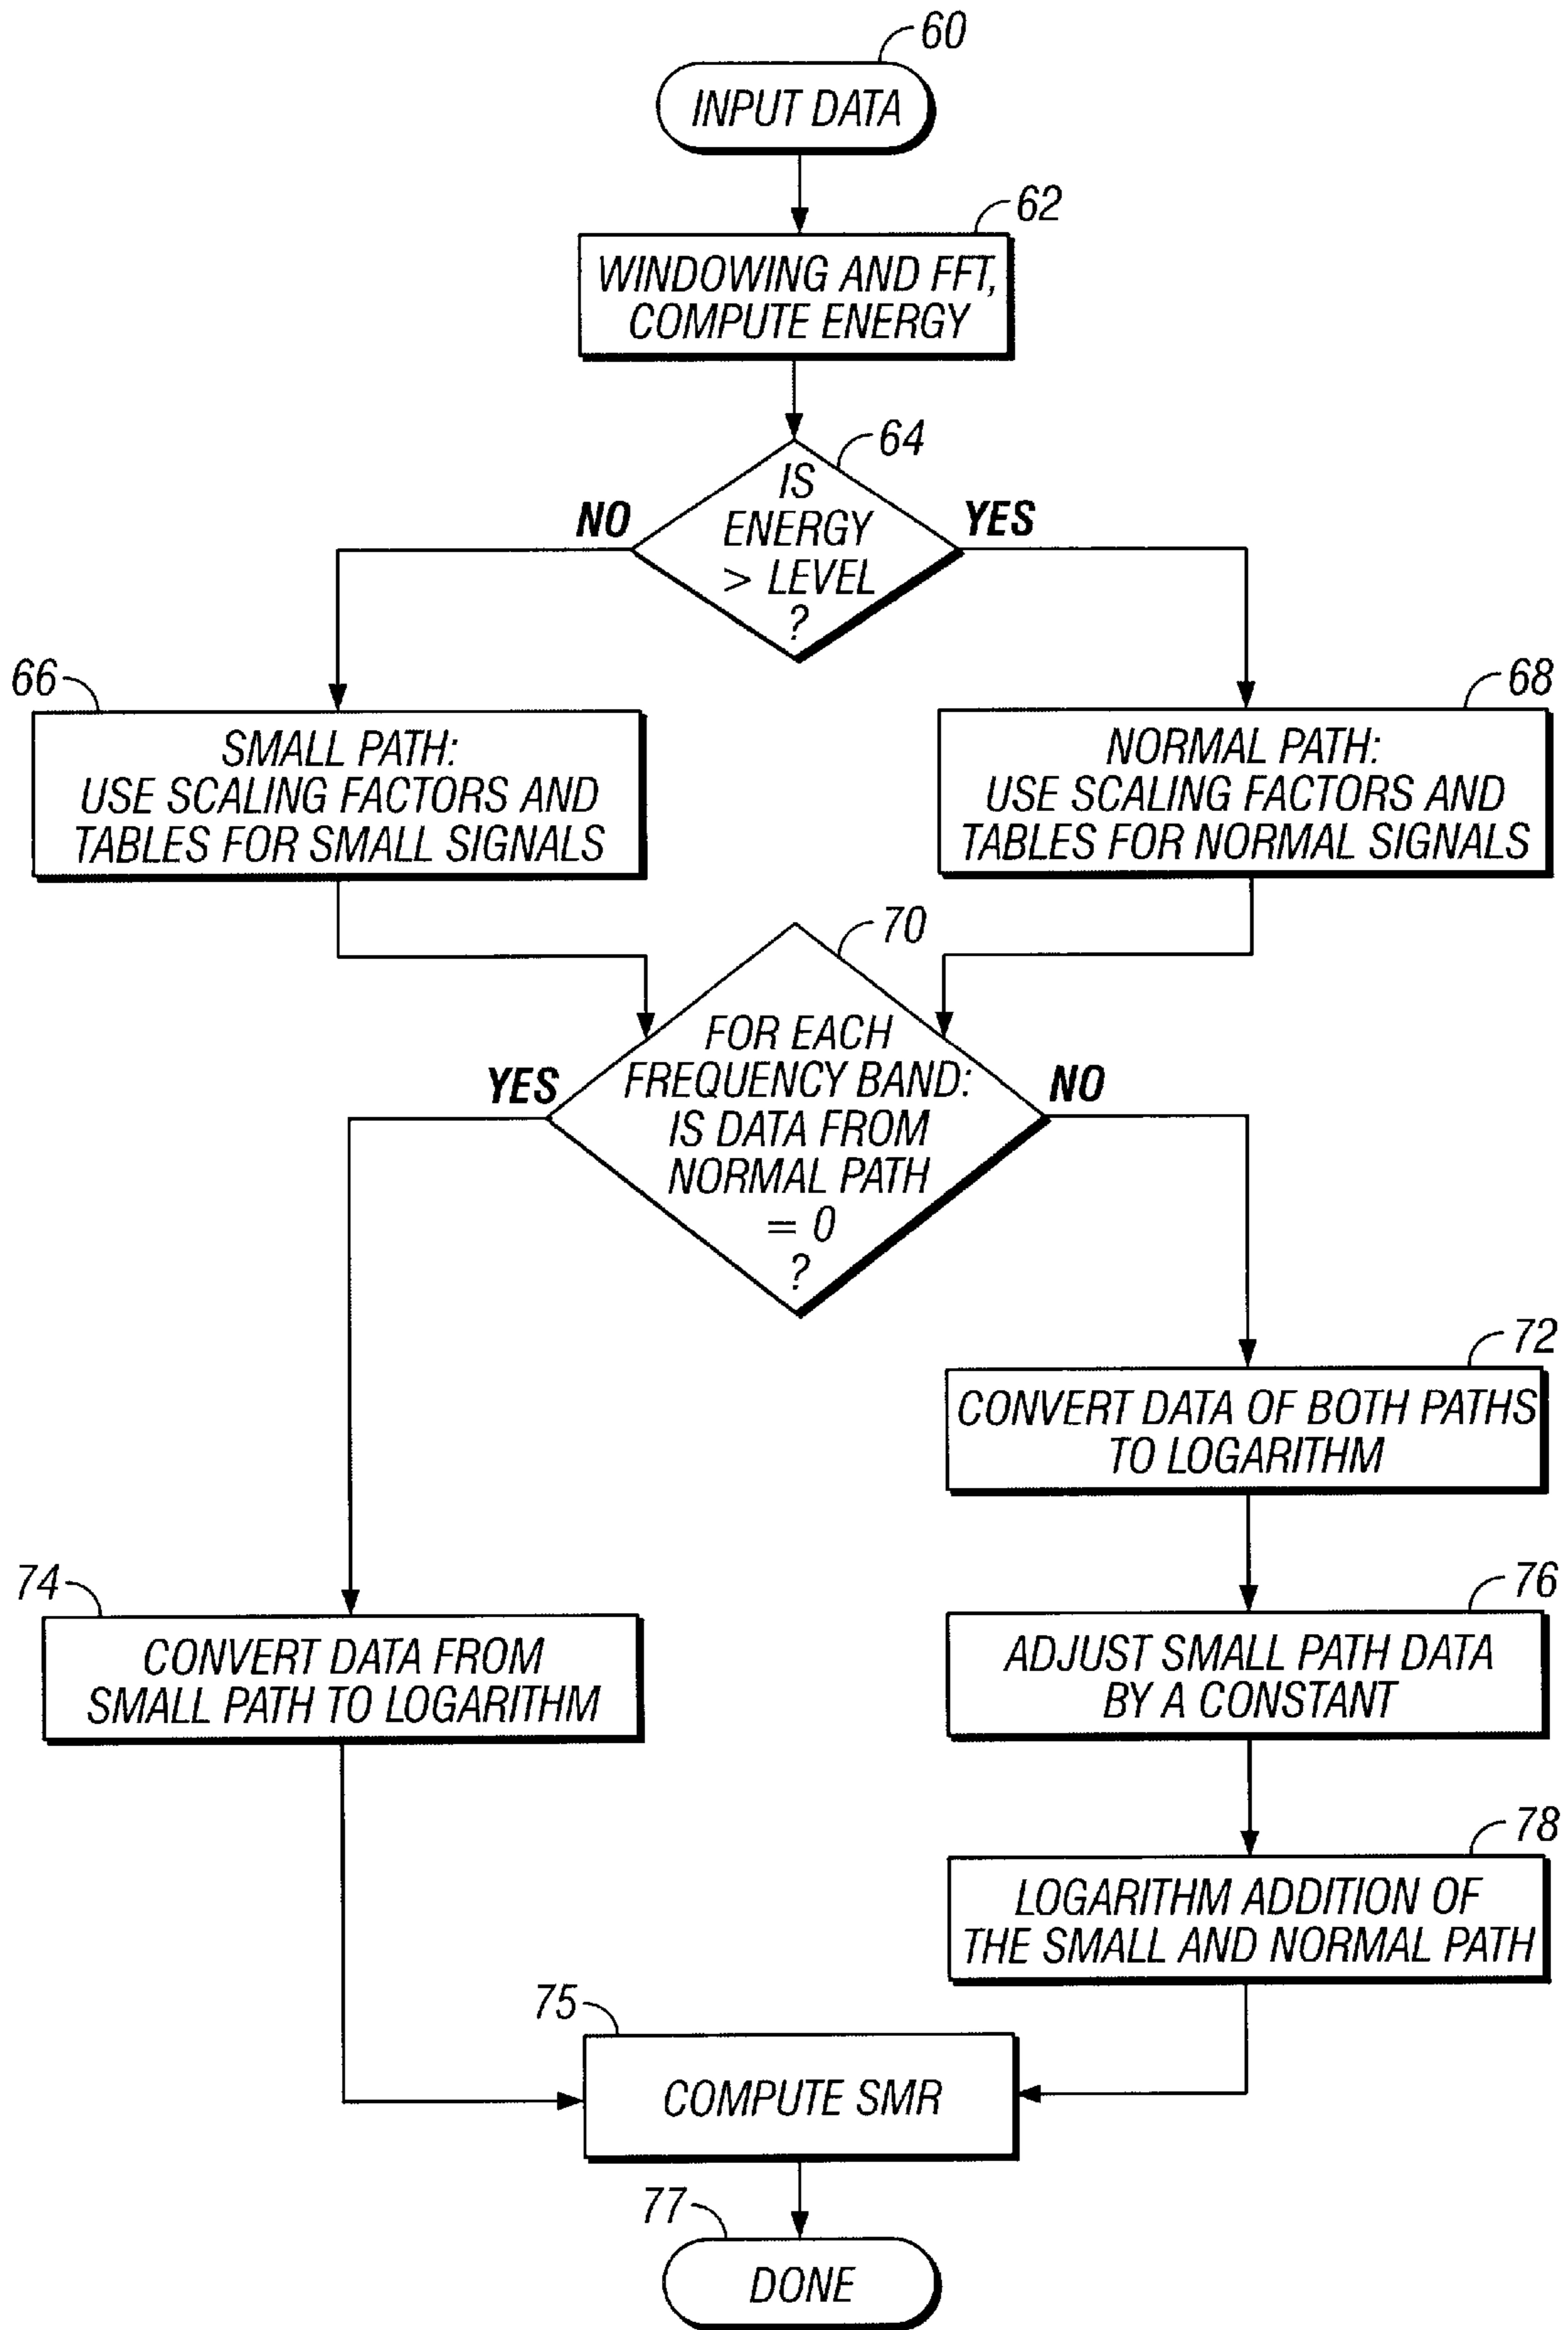 60
INPUT DATA
62
WINDOWING AND FFT,
COMPUTE ENERGY
64
IS
ENERGY
> LEVEL
?
NO
YES
66
SMALL PATH:
USE SCALING FACTORS AND
TABLES FOR SMALL SIGNALS
68
NORMAL PATH:
USE SCALING FACTORS AND
TABLES FOR NORMAL SIGNALS
70
FOR EACH
FREQUENCY BAND:
IS DATA FROM
NORMAL PATH
= 0
?
YES
NO
72
CONVERT DATA OF BOTH PATHS
TO LOGARITHM
74
CONVERT DATA FROM
SMALL PATH TO LOGARITHM
76
ADJUST SMALL PATH DATA
BY A CONSTANT
78
LOGARITHM ADDITION OF
THE SMALL AND NORMAL PATH
75
COMPUTE SMR
77
DONE